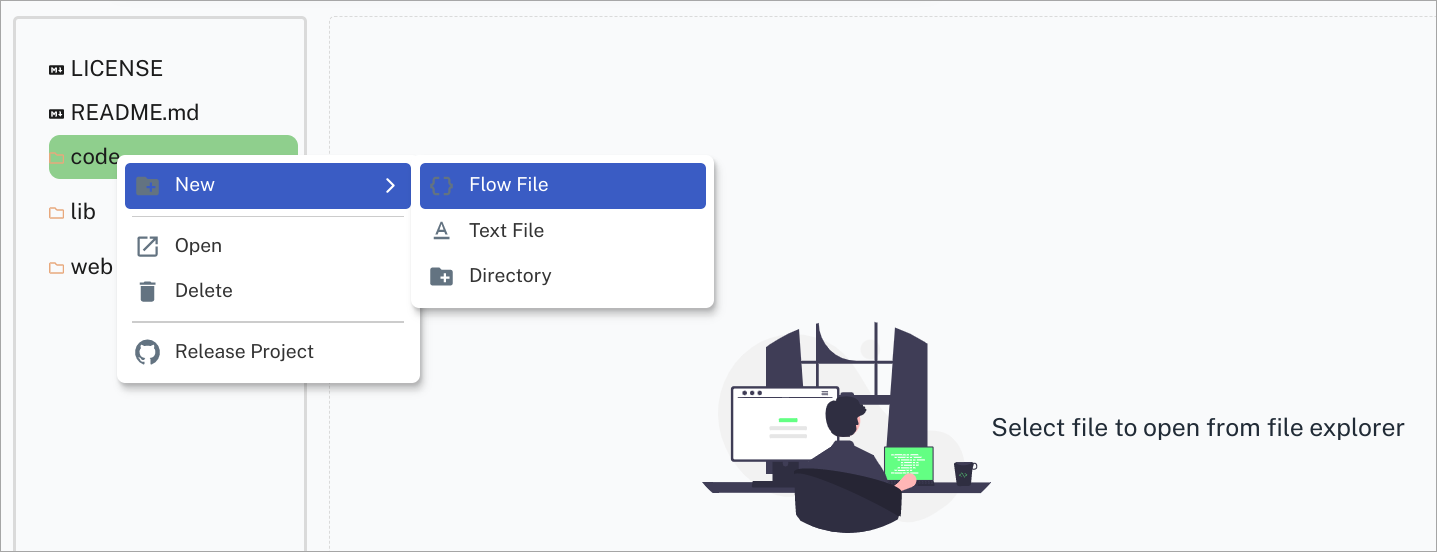 LICENSE
README.md
code
lib
web
New
Open
Delete
Release Project
Flow File
Text File
Directory
Select file to open from file explorer